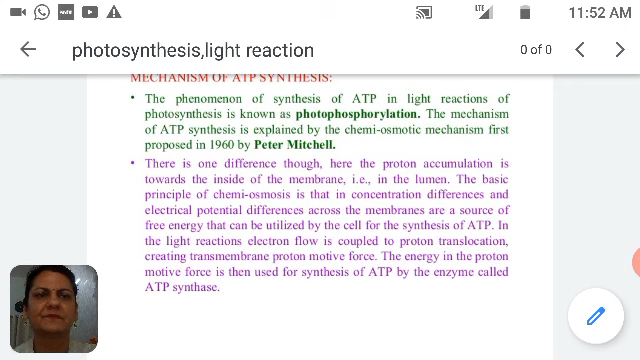 LTE 11:52 AM
photosynthesis,light reaction 0 of 0
MECHANISM OF ATP SYNTHESIS:
• The phenomenon of synthesis of ATP in light reactions of
photosynthesis is known as photophosphorylation. The mechanism
of ATP synthesis is explained by the chemi-osmotic mechanism first
proposed in 1960 by Peter Mitchell.
• There is one difference though, here the proton accumulation is
towards the inside of the membrane, i.e., in the lumen. The basic
principle of chemi-osmosis is that in concentration differences and
electrical potential differences across the membranes are a source of
free energy that can be utilized by the cell for the synthesis of ATP. In
the light reactions electron flow is coupled to proton translocation,
creating transmembrane proton motive force. The energy in the proton
motive force is then used for synthesis of ATP by the enzyme called
ATP synthase.